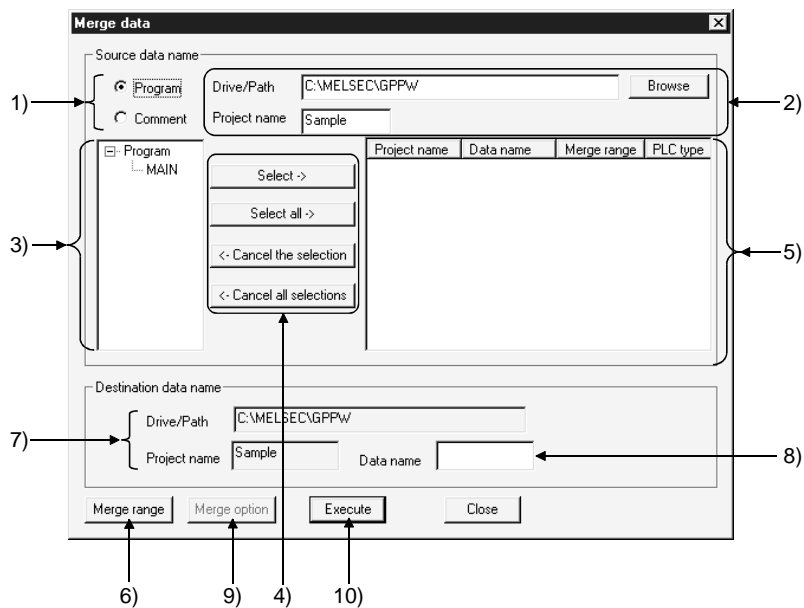 Merge data
Source data name
1)
Program
Comment
Drive/Path C:\MELSEC\GPPW Browse
Project name Sample
2)
3)
Program
MAIN
Select ->
Select all ->
<- Cancel the selection
<- Cancel all selections
Project name Data name Merge range PLC type
5)
Destination data name
7)
Drive/Path C:\MELSEC\GPPW
Project name Sample Data name
8)
Merge range Merge option Execute Close
6) 9) 4) 10)